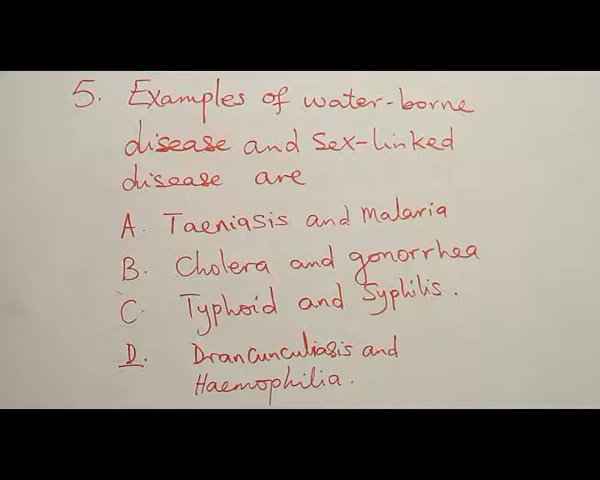 5. Examples of water-borne
disease and sex-linked
disease are
A. Taeniasis and Malaria
B. Cholera and gonorrhea
C. Typhoid and Syphilis.
D. Drancunculiasis and
Haemophilia.